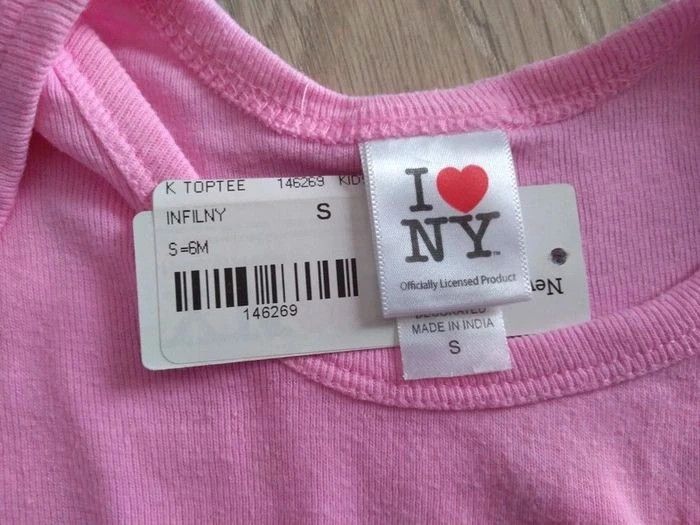 K TOPTEE 146269
INFILNY S
S=6M
146269
I ❤ NY
Officially Licensed Product
MADE IN INDIA
S